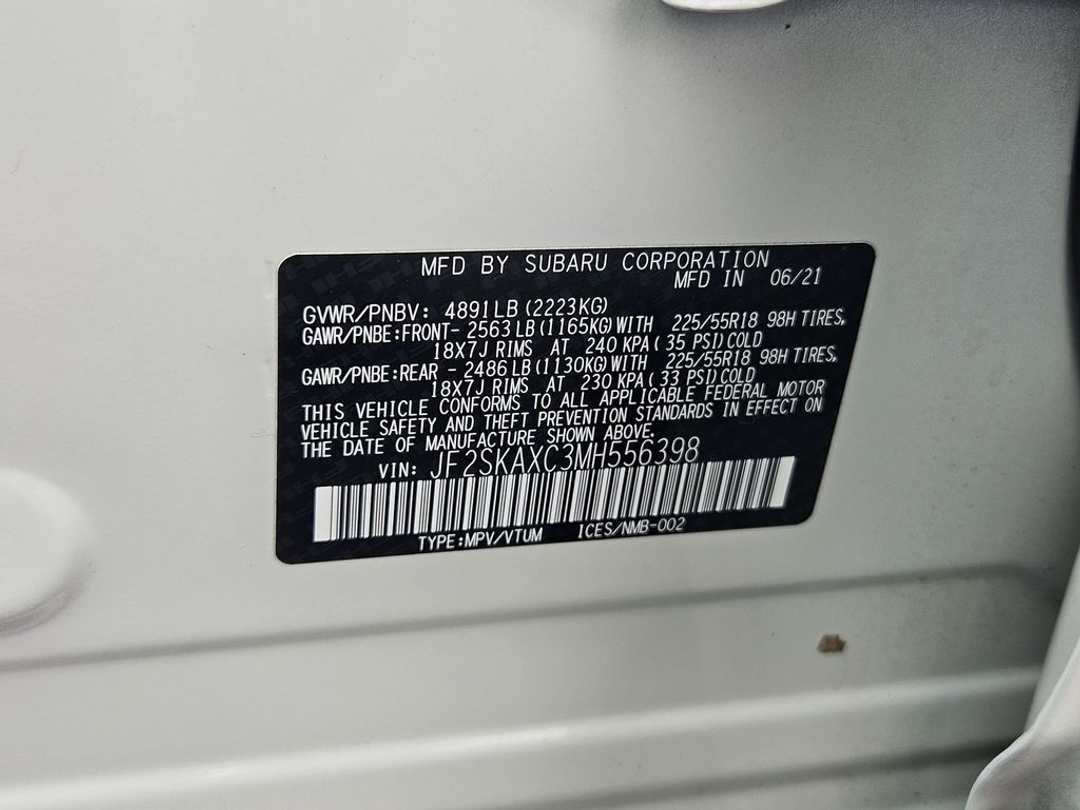 MFD BY SUBARU CORPORATION
MFD IN 06/21
GVWR/PNBV: 4891LB (2223KG)
GAWR/PNBE:FRONT- 2563LB (1165KG) WITH 225/55R18 98H TIRES,
18X7J RIMS AT 240 KPA ( 35 PSI) COLD
GAWR/PNBE:REAR - 2486LB (1130KG) WITH 225/55R18 98H TIRES,
18X7J RIMS AT 230 KPA ( 33 PSI) COLD
THIS VEHICLE CONFORMS TO ALL APPLICABLE FEDERAL MOTOR
VEHICLE SAFETY AND THEFT PREVENTION STANDARDS IN EFFECT ON
THE DATE OF MANUFACTURE SHOWN ABOVE.
VIN: JF2SKAXC3MH556398
TYPE:MPV/VTUM ICES/NMB-002